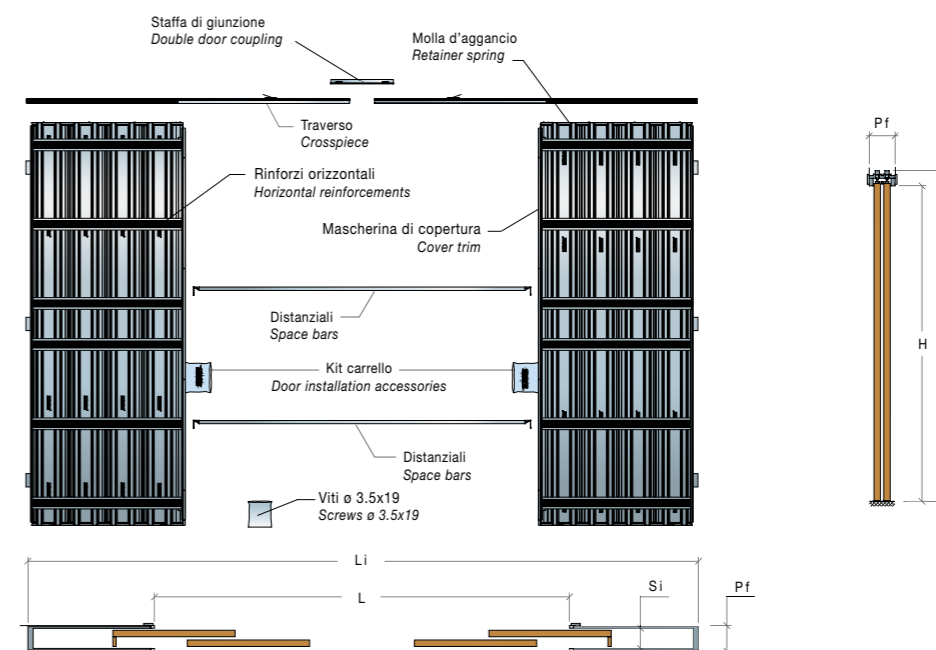 Staffa di giunzione
Double door coupling
Molla d'aggancio
Retainer spring
Traverso
Crosspiece
Rinforzi orizzontali
Horizontal reinforcements
Mascherina di copertura
Cover trim
Distanziali
Space bars
Kit carrello
Door installation accessories
Distanziali
Space bars
Viti ø 3.5x19
Screws ø 3.5x19
Pf
H
Li
L
Si
Pf